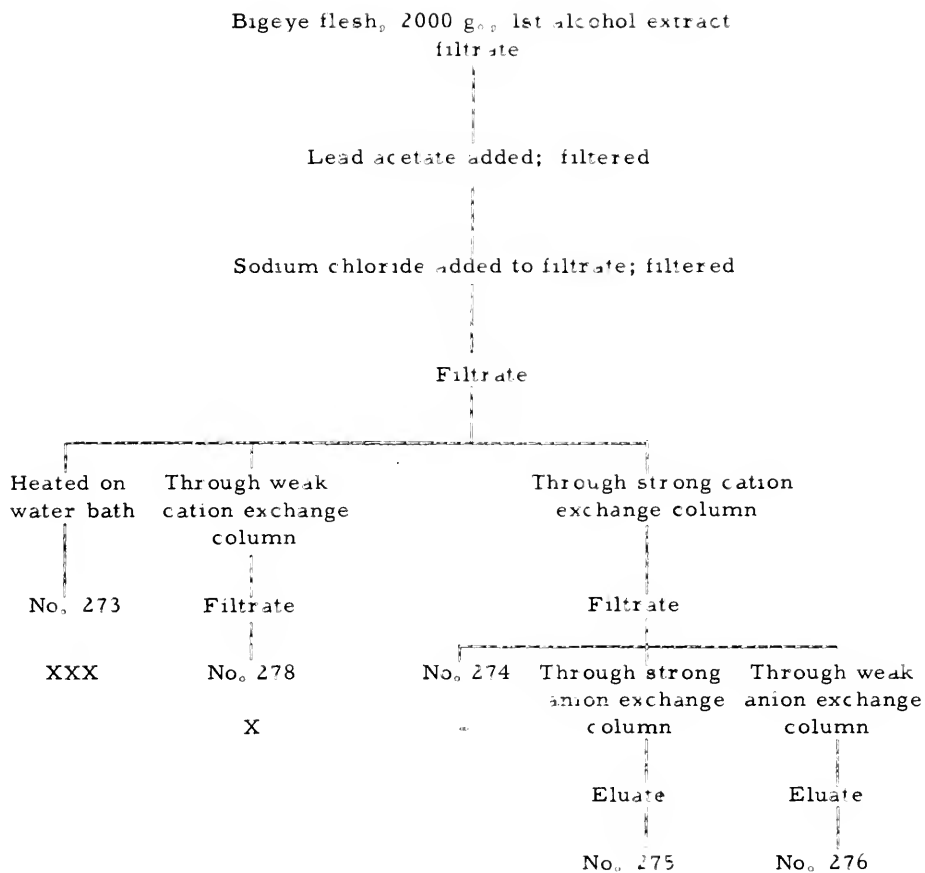 Bigeye flesh, 2000 g., 1st alcohol extract
filtrate
Lead acetate added; filtered
Sodium chloride added to filtrate; filtered
Filtrate
Heated on
water bath
Through weak
cation exchange
column
Through strong cation
exchange column
No. 273
Filtrate
Filtrate
XXX
No. 278
No. 274
Through strong
anion exchange
column
Through weak
anion exchange
column
X
-
Eluate
Eluate
No. 275
No. 276